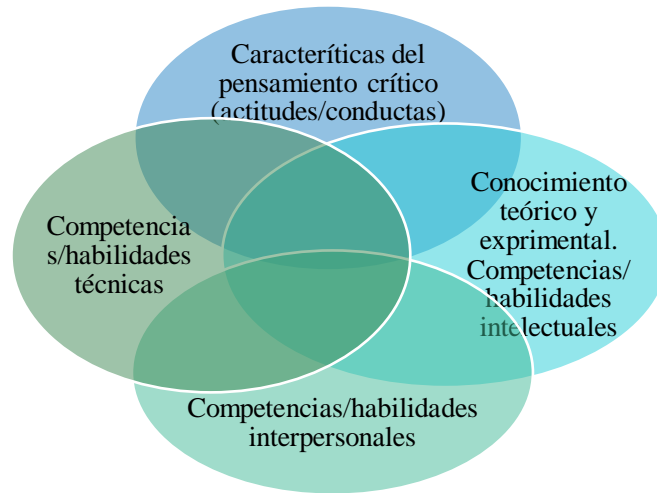 Caracteríticas del
pensamiento crítico
(actitudes/conductas)
Competencia
s/habilidades
técnicas
Conocimiento
teórico y
exprimental.
Competencias/
habilidades
intelectuales
Competencias/habilidades
interpersonales